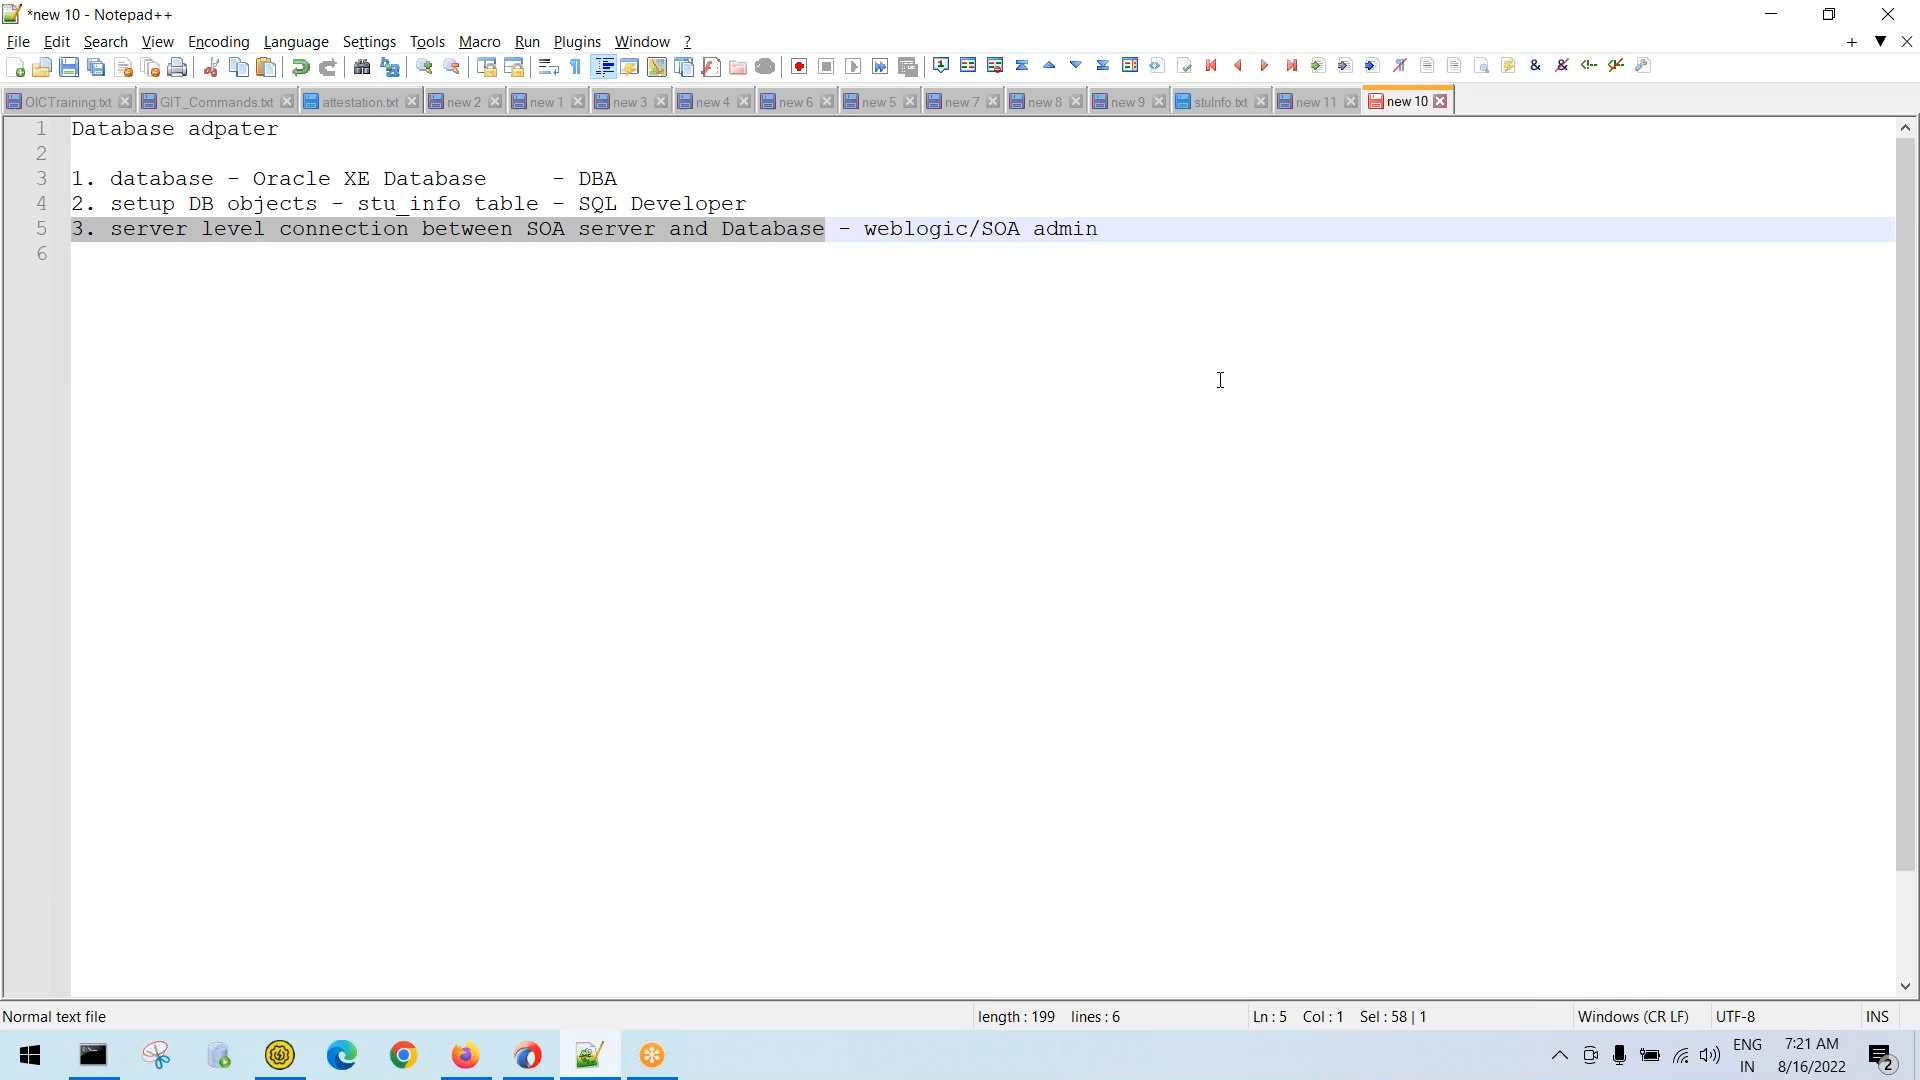 *new 10 - Notepad++
File Edit Search View Encoding Language Settings Tools Macro Run Plugins Window ?
OICTraining.txt GIT_Commands.txt attestation.txt new 2 new 1 new 3 new 4 new 6 new 5 new 7 new 8 new 9 stuInfo.txt new 11 new 10
1 Database adpater
2
3 1. database - Oracle XE Database     - DBA
4 2. setup DB objects - stu_info table - SQL Developer
5 3. server level connection between SOA server and Database - weblogic/SOA admin
6
Normal text file length : 199 lines : 6 Ln : 5 Col : 1 Sel : 58 | 1 Windows (CR LF) UTF-8 INS
ENG 7:21 AM
IN 8/16/2022 2